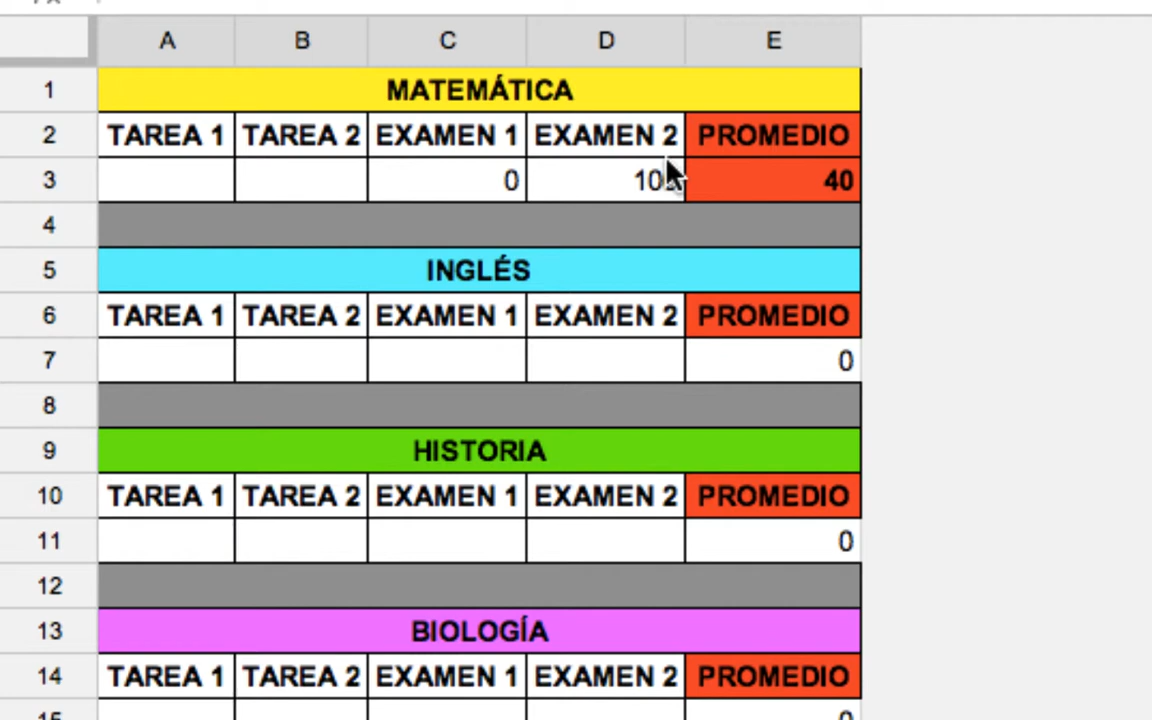 A B C D E
1 MATEMÁTICA
2 TAREA 1 TAREA 2 EXAMEN 1 EXAMEN 2 PROMEDIO
3 0 40
4
5 INGLÉS
6 TAREA 1 TAREA 2 EXAMEN 1 EXAMEN 2 PROMEDIO
7 0
8
9 HISTORIA
10 TAREA 1 TAREA 2 EXAMEN 1 EXAMEN 2 PROMEDIO
11 0
12
13 BIOLOGÍA
14 TAREA 1 TAREA 2 EXAMEN 1 EXAMEN 2 PROMEDIO